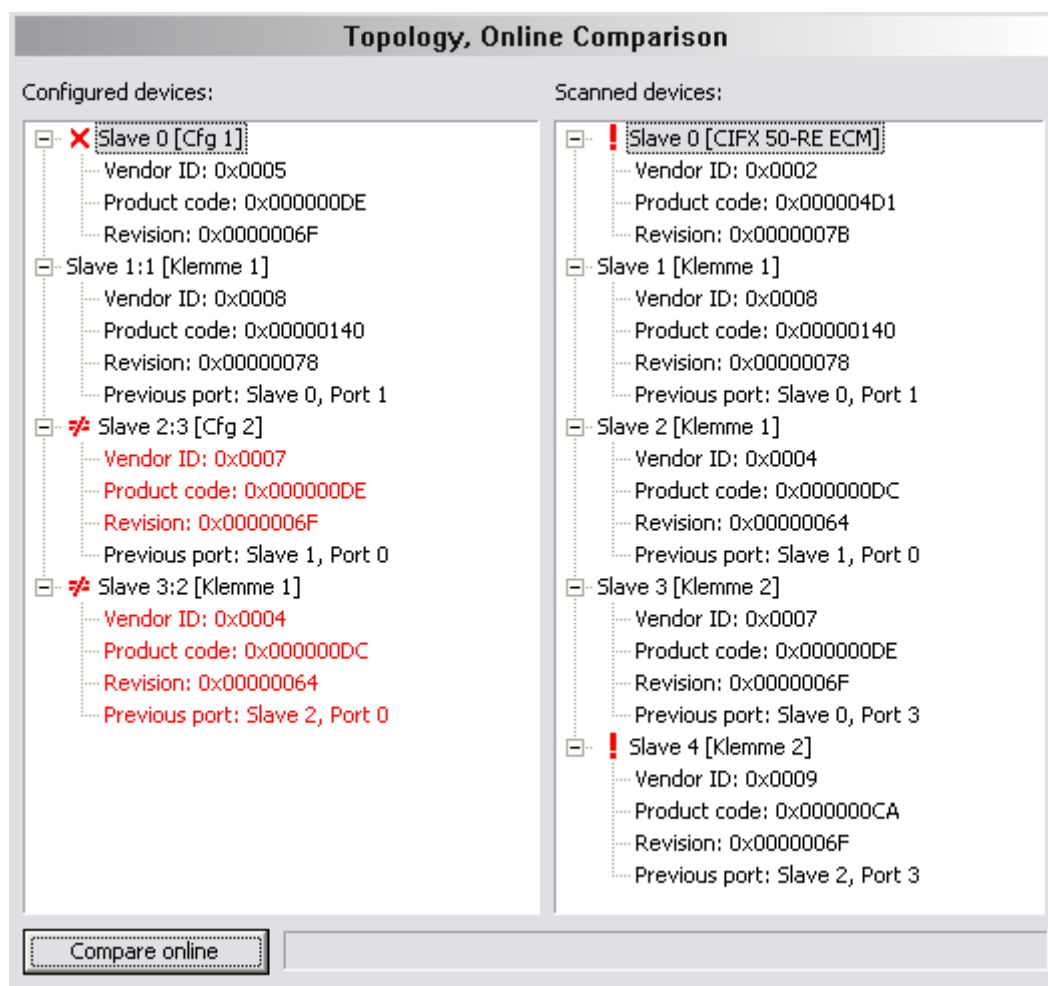 Topology, Online Comparison
Configured devices:
Slave 0 [Cfg 1]
Vendor ID: 0x0005
Product code: 0x000000DE
Revision: 0x0000006F
Slave 1:1 [Klemme 1]
Vendor ID: 0x0008
Product code: 0x00000140
Revision: 0x00000078
Previous port: Slave 0, Port 1
Slave 2:3 [Cfg 2]
Vendor ID: 0x0007
Product code: 0x000000DE
Revision: 0x0000006F
Previous port: Slave 1, Port 0
Slave 3:2 [Klemme 1]
Vendor ID: 0x0004
Product code: 0x000000DC
Revision: 0x00000064
Previous port: Slave 2, Port 0
Scanned devices:
Slave 0 [CIFX 50-RE ECM]
Vendor ID: 0x0002
Product code: 0x000004D1
Revision: 0x0000007B
Slave 1 [Klemme 1]
Vendor ID: 0x0008
Product code: 0x00000140
Revision: 0x00000078
Previous port: Slave 0, Port 1
Slave 2 [Klemme 1]
Vendor ID: 0x0004
Product code: 0x000000DC
Revision: 0x00000064
Previous port: Slave 1, Port 0
Slave 3 [Klemme 2]
Vendor ID: 0x0007
Product code: 0x000000DE
Revision: 0x0000006F
Previous port: Slave 0, Port 3
Slave 4 [Klemme 2]
Vendor ID: 0x0009
Product code: 0x000000CA
Revision: 0x0000006F
Previous port: Slave 2, Port 3
Compare online